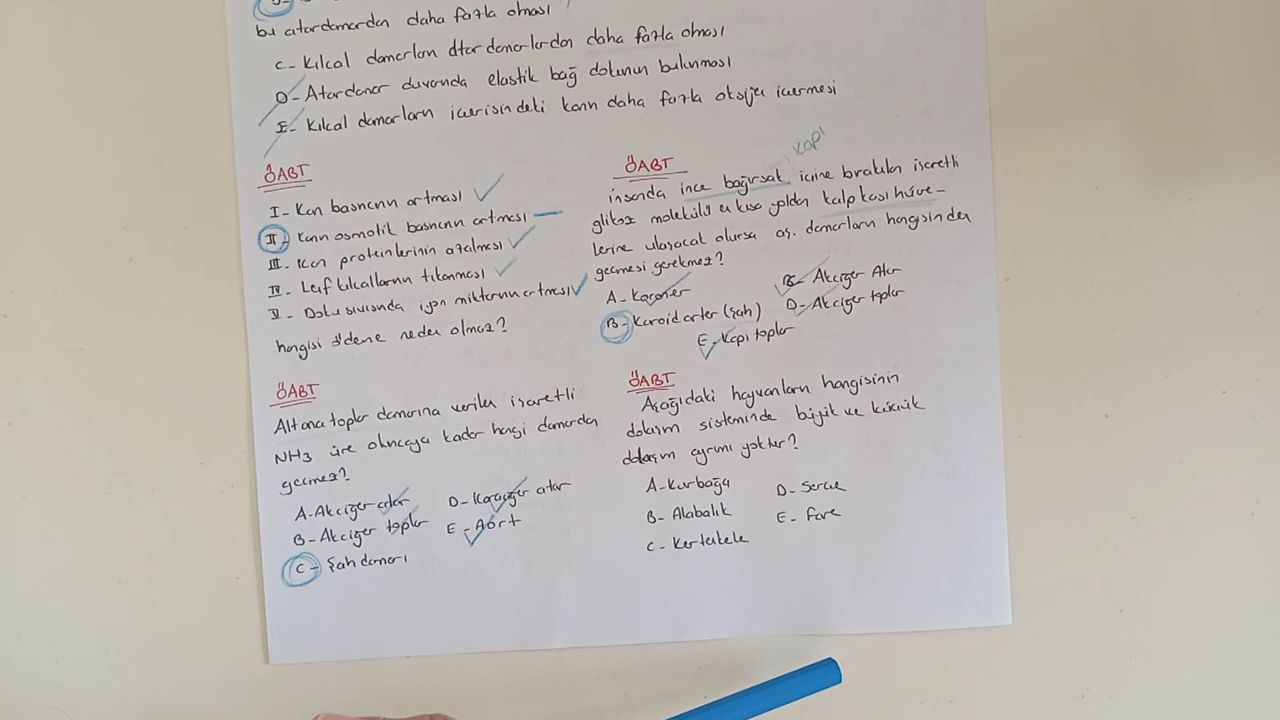 bu atardamardan daha fazla olması
C- Kılcal damarların Atardamarlardan daha fazla olması
D- Atardamar duvarında elastik bağ dokunun bulunması
E- Kılcal damarların içerisindeki kanın daha fazla oksijen içermesi
ÖABT
I- Kan basıncının artması
II- Kanın osmotik basıncının artması
III- Kan proteinlerinin azalması
IV- Lenf kılcallarının tıkanması
V- Doku sıvısında iyon miktarının artması
hangisi ödeme neden olmaz?
kapı
ÖABT
İnsanda ince bağırsak içine bırakılan işaretli
glikoz molekülü en kısa yoldan kalp kası hücre-
lerine ulaşacak olursa aş. damarların hangisinden
geçmesi gerekmez?
A- Koroner
C- Akciğer Atar
B- Karoid arter (şah)
D- Akciğer toplar
E- Kapı toplar
ÖABT
Alt ana toplar damarına verilen işaretli
NH3 üre oluncaya kadar hangi damardan
geçmez?
A- Akciğer atar
D- Karaciğer atar
B- Akciğer toplar
E- Aort
C- Şah damarı
ÖABT
Aşağıdaki hayvanların hangisinin
dolaşım sisteminde büyük ve küçük
dolaşım ayrımı yoktur?
A- Kurbağa
D- Serçe
B- Alabalık
E- Fare
C- Kertenkele